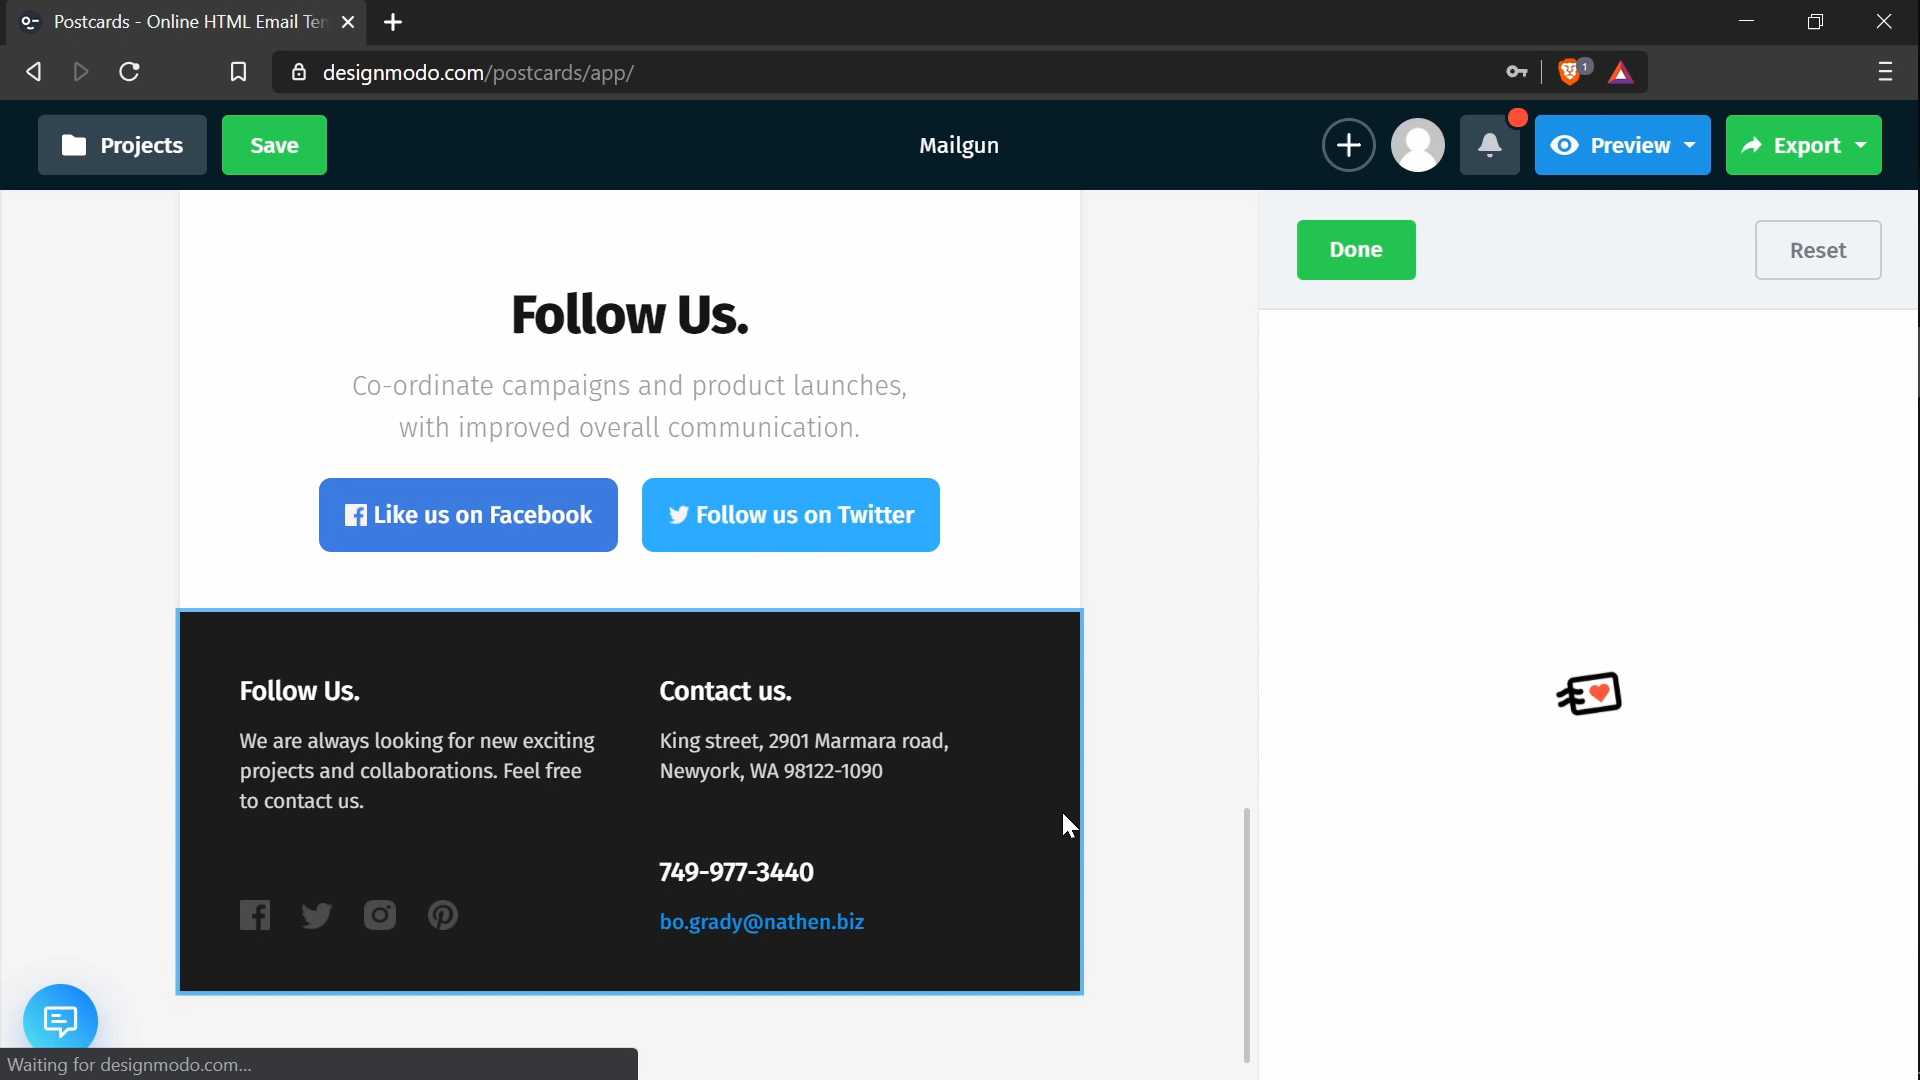 Postcards - Online HTML Email Ten
designmodo.com/postcards/app/
1
Projects
Save
Mailgun
Preview
Export
Done
Reset
Follow Us.
Co-ordinate campaigns and product launches,
with improved overall communication.
Like us on Facebook
Follow us on Twitter
Follow Us.
We are always looking for new exciting
projects and collaborations. Feel free
to contact us.
Contact us.
King street, 2901 Marmara road,
Newyork, WA 98122-1090
749-977-3440
bo.grady@nathen.biz
Waiting for designmodo.com...